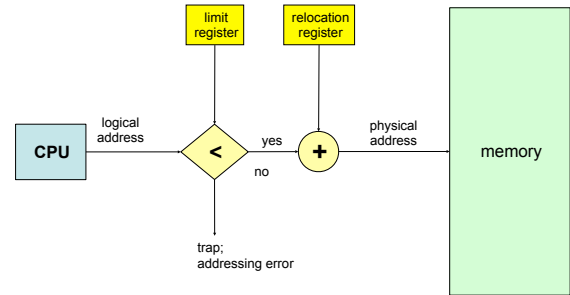 limit
register
relocation
register
logical
address
CPU
<
yes
no
+
physical
address
memory
trap;
addressing error